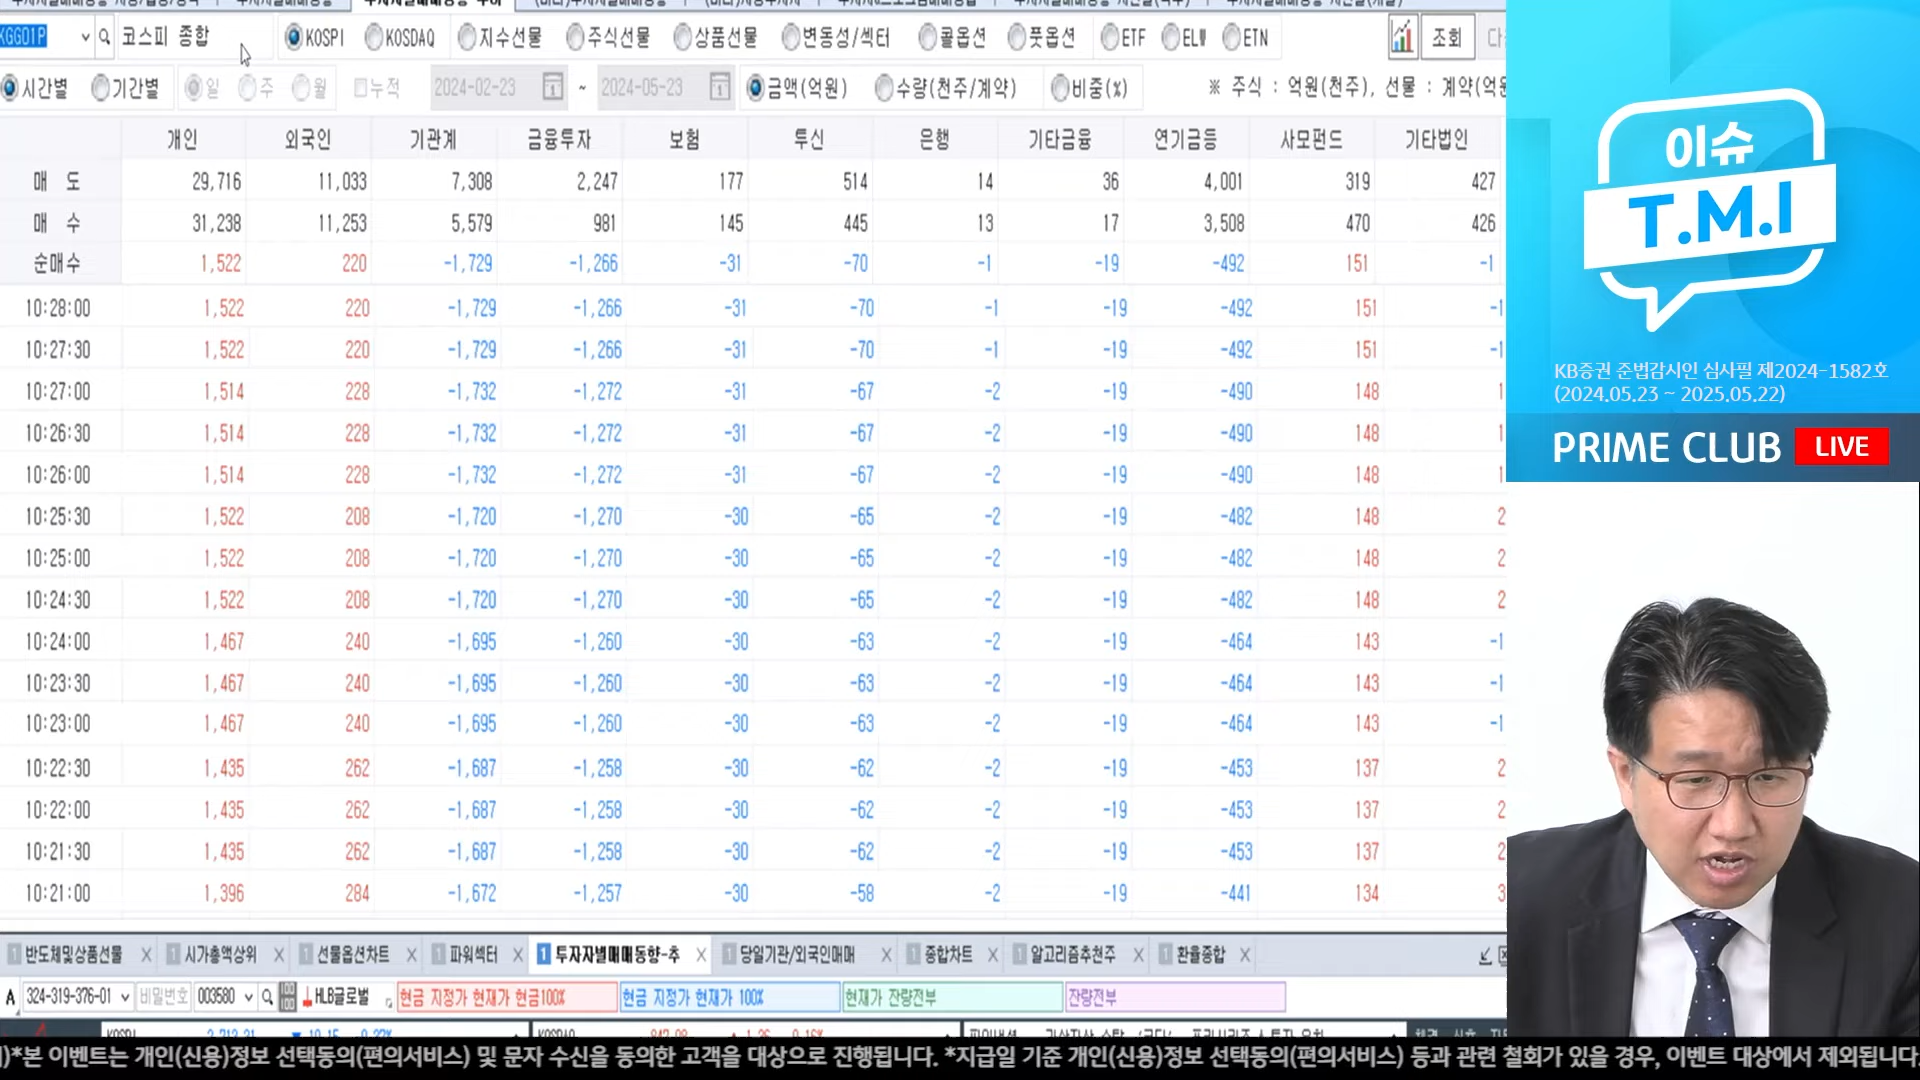 KGG01P 코스피 종합 KOSPI KOSDAQ 지수선물 주식선물 상품선물 변동성/섹터 콜옵션 풋옵션 ETF ELW ETN 조회
시간별 기간별 일 주 월 누적 2024-02-23 ~ 2024-05-23 금액(억원) 수량(천주/계약) 비중(%) ※ 주식 : 억원(천주), 선물 : 계약(억원
개인 외국인 기관계 금융투자 보험 투신 은행 기타금융 연기금등 사모펀드 기타법인
매 도 29,716 11,033 7,308 2,247 177 514 14 36 4,001 319 427
매 수 31,238 11,253 5,579 981 145 445 13 17 3,508 470 426
순매수 1,522 220 -1,729 -1,266 -31 -70 -1 -19 -492 151 -1
10:28:00 1,522 220 -1,729 -1,266 -31 -70 -1 -19 -492 151 -1
10:27:30 1,522 220 -1,729 -1,266 -31 -70 -1 -19 -492 151 -1
10:27:00 1,514 228 -1,732 -1,272 -31 -67 -2 -19 -490 148 1
10:26:30 1,514 228 -1,732 -1,272 -31 -67 -2 -19 -490 148 1
10:26:00 1,514 228 -1,732 -1,272 -31 -67 -2 -19 -490 148 1
10:25:30 1,522 208 -1,720 -1,270 -30 -65 -2 -19 -482 148 2
10:25:00 1,522 208 -1,720 -1,270 -30 -65 -2 -19 -482 148 2
10:24:30 1,522 208 -1,720 -1,270 -30 -65 -2 -19 -482 148 2
10:24:00 1,467 240 -1,695 -1,260 -30 -63 -2 -19 -464 143 -1
10:23:30 1,467 240 -1,695 -1,260 -30 -63 -2 -19 -464 143 -1
10:23:00 1,467 240 -1,695 -1,260 -30 -63 -2 -19 -464 143 -1
10:22:30 1,435 262 -1,687 -1,258 -30 -62 -2 -19 -453 137 2
10:22:00 1,435 262 -1,687 -1,258 -30 -62 -2 -19 -453 137 2
10:21:30 1,435 262 -1,687 -1,258 -30 -62 -2 -19 -453 137 2
10:21:00 1,396 284 -1,672 -1,257 -30 -58 -2 -19 -441 134 3
1 반도체및상품선물 1 시가총액상위 1 선물옵션차트 1 파워섹터 1 투자자별매매동향-추 1 당일기관/외국인매매 1 종합차트 1 알고리즘추천주 1 환율종합
A 324-319-376-01 비밀번호 003580 HLB글로벌 현금 지정가 현재가 현금100% 현금 지정가 현재가 100% 현재가 잔량전부 잔량전부
이슈
T.M.I
KB증권 준법감시인 심사필 제2024-1582호
(2024.05.23 ~ 2025.05.22)
PRIME CLUB LIVE
)*본 이벤트는 개인(신용)정보 선택동의(편의서비스) 및 문자 수신을 동의한 고객을 대상으로 진행됩니다. *지급일 기준 개인(신용)정보 선택동의(편의서비스) 등과 관련 철회가 있을 경우, 이벤트 대상에서 제외됩니다